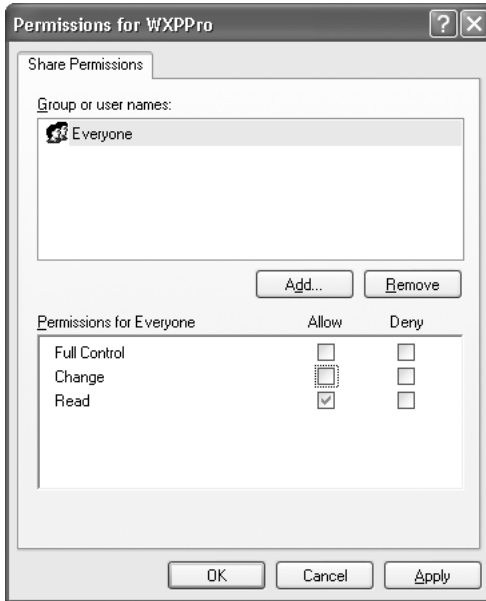 Permissions for WXPPro
Share Permissions
Group or user names:
Everyone
Add... Remove
Permissions for Everyone Allow Deny
Full Control
Change
Read
OK Cancel Apply